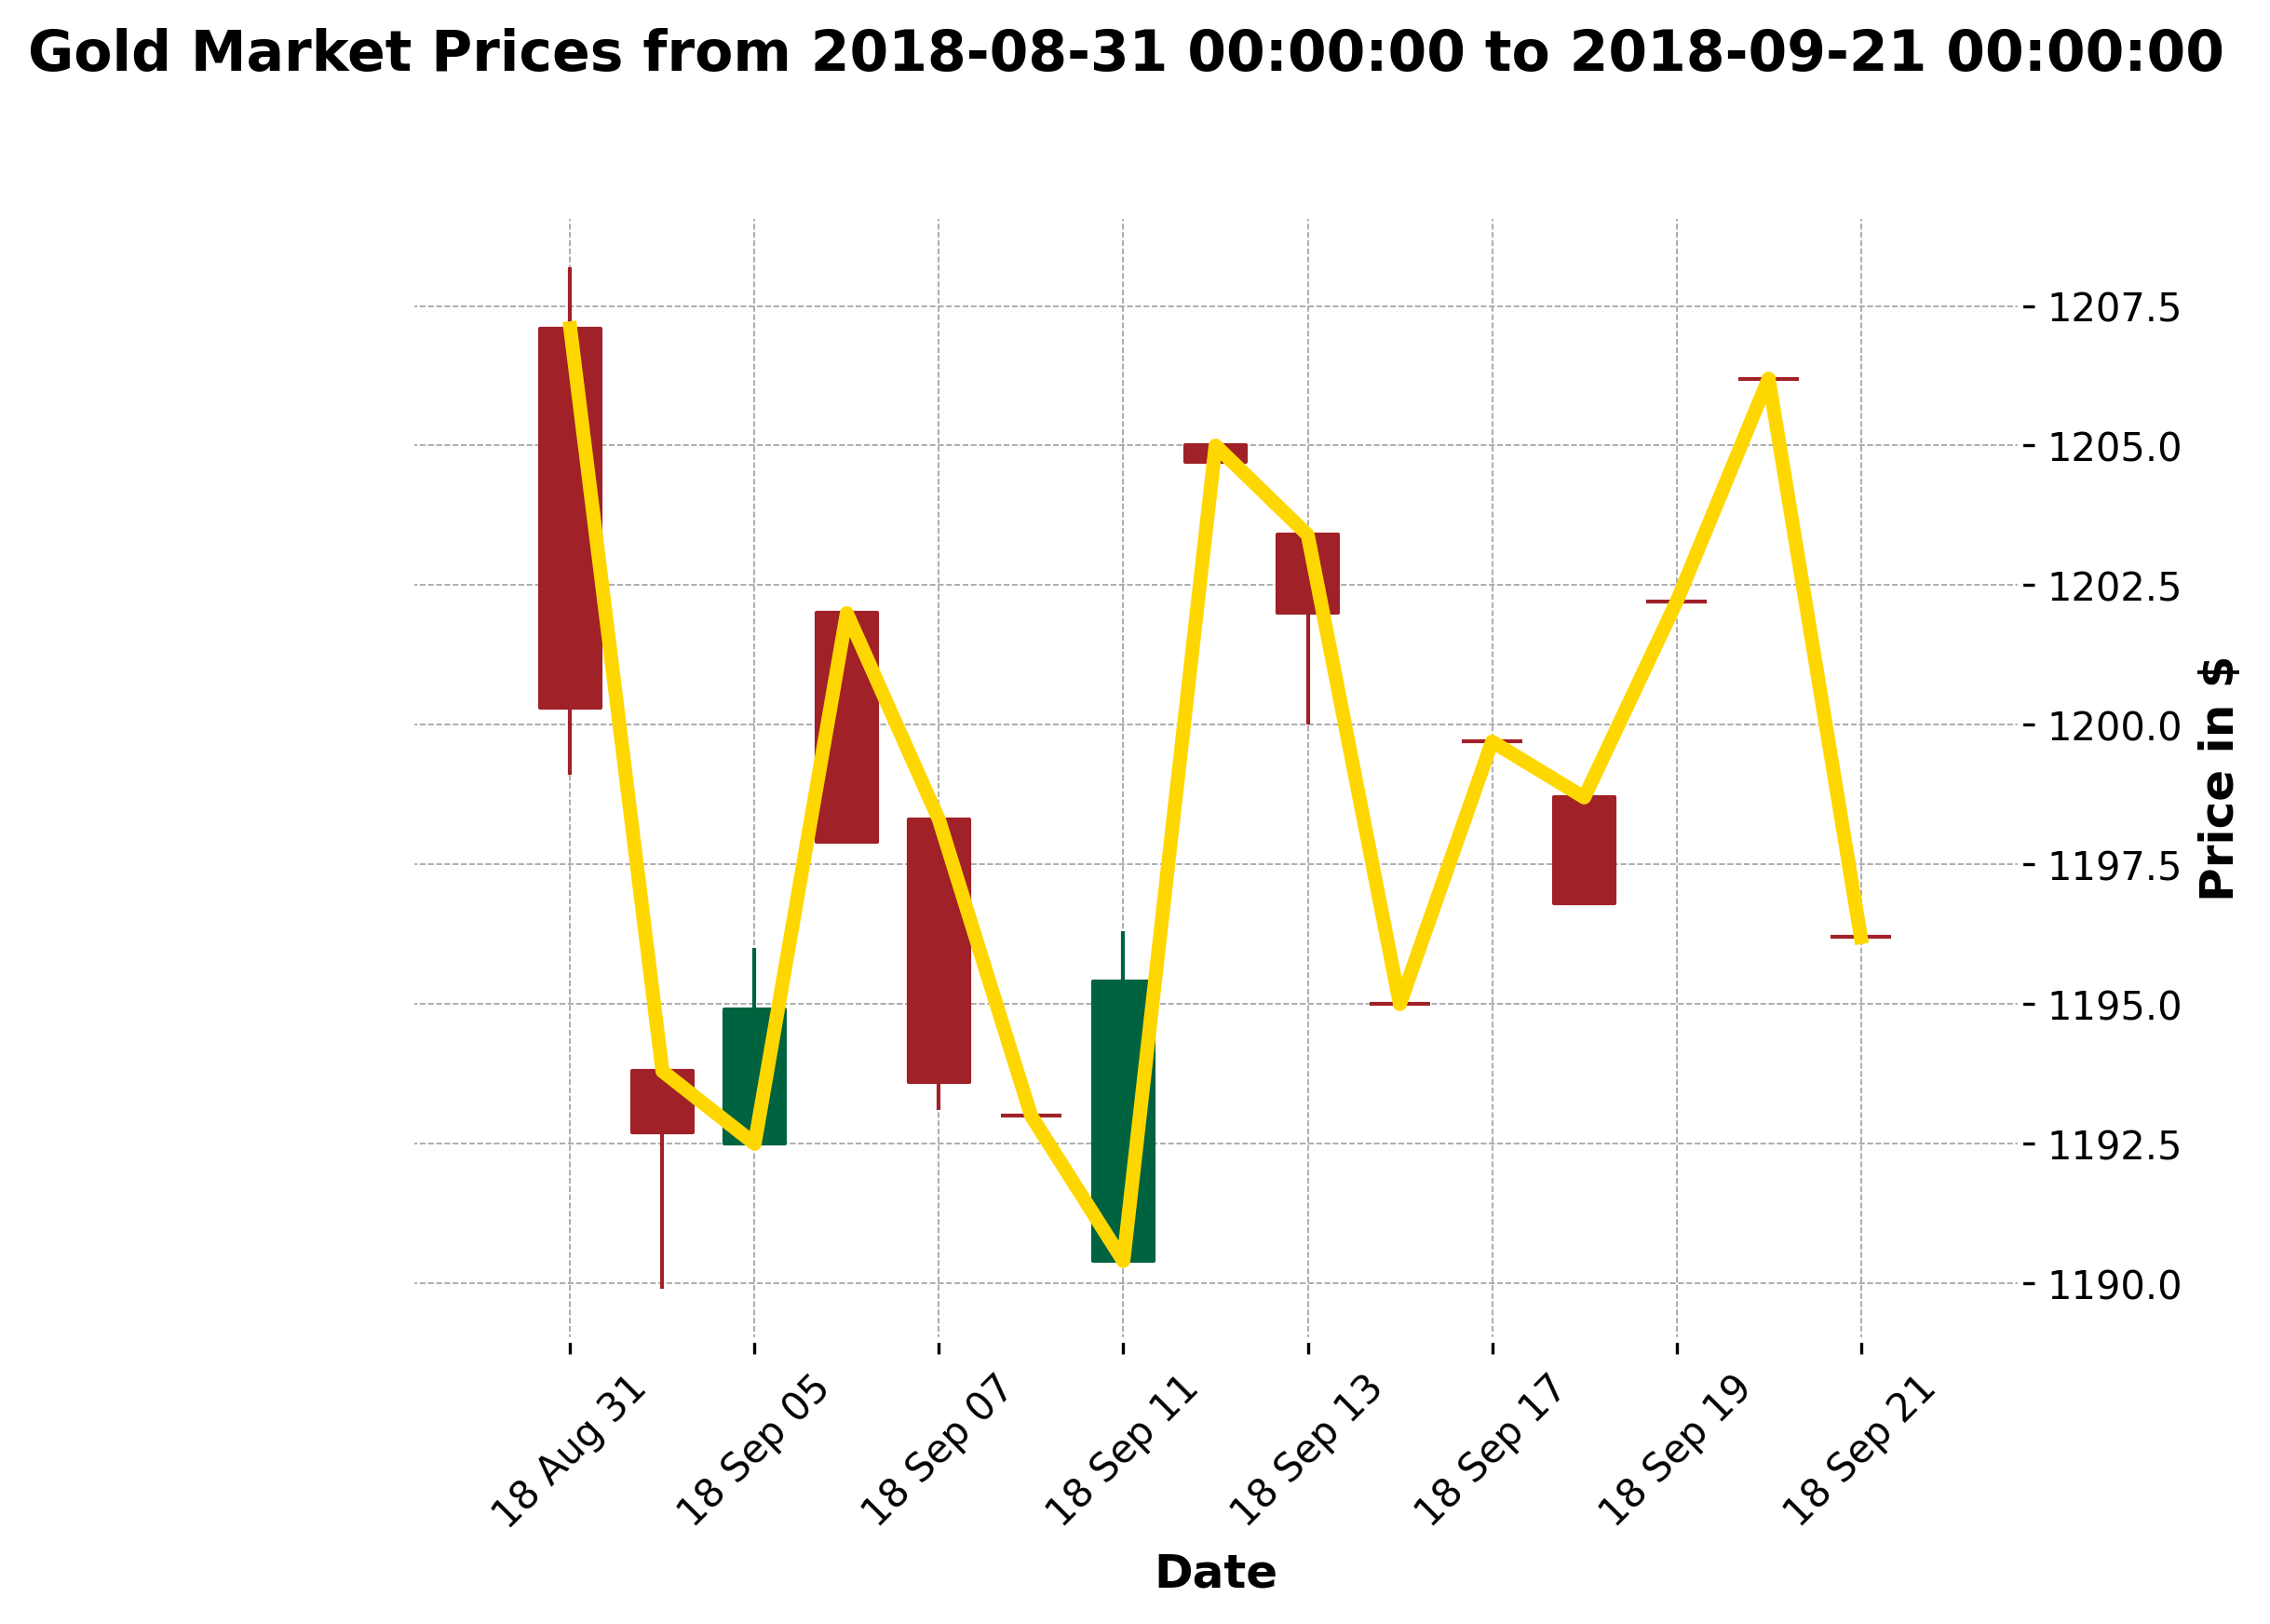 Gold Market Prices from 2018-08-31 00:00:00 to 2018-09-21 00:00:00
1207.5
1205.0
1202.5
1200.0
1197.5
1195.0
1192.5
1190.0
Price in $
18 Aug 31
18 Sep 05
18 Sep 07
18 Sep 11
18 Sep 13
18 Sep 17
18 Sep 19
18 Sep 21
Date